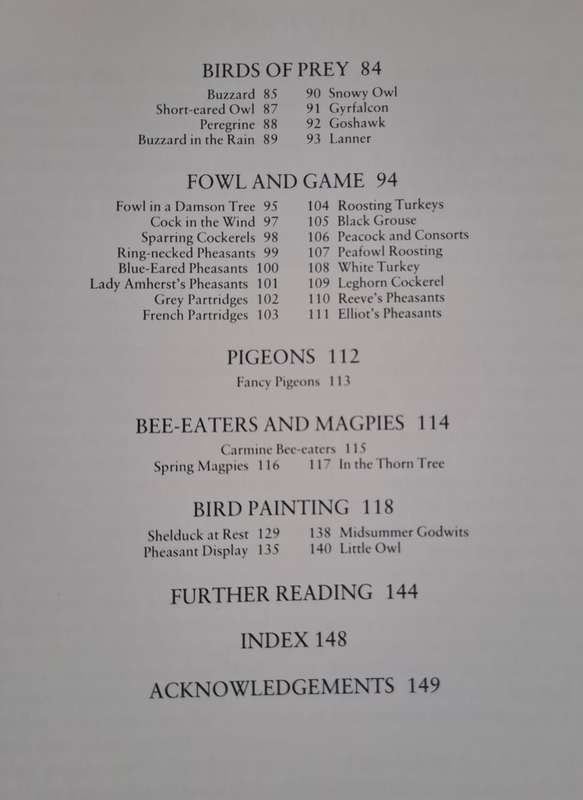 BIRDS OF PREY 84
Buzzard 85 90 Snowy Owl
Short-eared Owl 87 91 Gyrfalcon
Peregrine 88 92 Goshawk
Buzzard in the Rain 89 93 Lanner
FOWL AND GAME 94
Fowl in a Damson Tree 95 104 Roosting Turkeys
Cock in the Wind 97 105 Black Grouse
Sparring Cockerels 98 106 Peacock and Consorts
Ring-necked Pheasants 99 107 Peafowl Roosting
Blue-Eared Pheasants 100 108 White Turkey
Lady Amherst's Pheasants 101 109 Leghorn Cockerel
Grey Partridges 102 110 Reeve's Pheasants
French Partridges 103 111 Elliot's Pheasants
PIGEONS 112
Fancy Pigeons 113
BEE-EATERS AND MAGPIES 114
Carmine Bee-eaters 115
Spring Magpies 116 117 In the Thorn Tree
BIRD PAINTING 118
Shelduck at Rest 129 138 Midsummer Godwits
Pheasant Display 135 140 Little Owl
FURTHER READING 144
INDEX 148
ACKNOWLEDGEMENTS 149